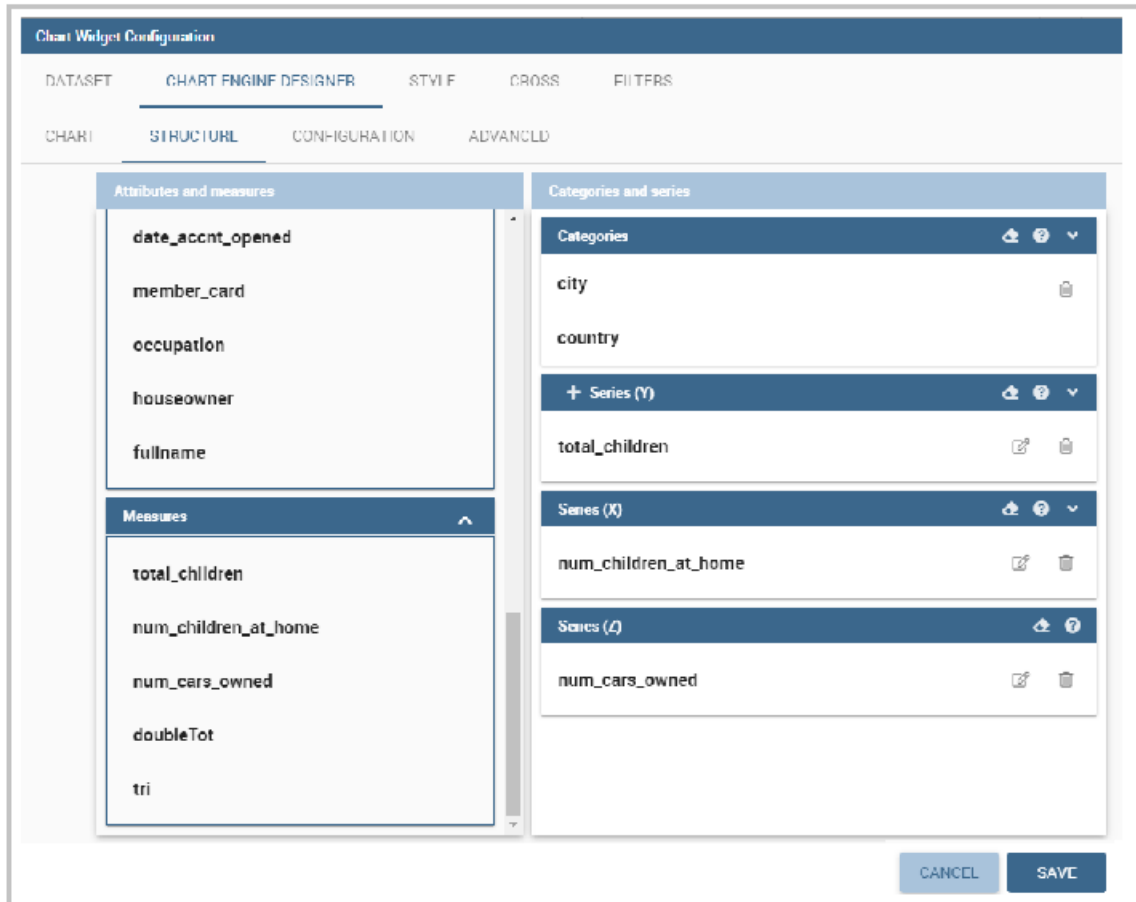 Chart Widget Configuration
DATASET CHART ENGINE DESIGNER STYLE CROSS FILTERS
CHART STRUCTURE CONFIGURATION ADVANCED
Attributes and measures
date_accnt_opened
member_card
occupation
houseowner
fullname
Measures
total_children
num_children_at_home
num_cars_owned
doubleTot
tri
Categories and series
Categories
city
country
+ Series (Y)
total_children
Series (X)
num_children_at_home
Series (Z)
num_cars_owned
CANCEL SAVE